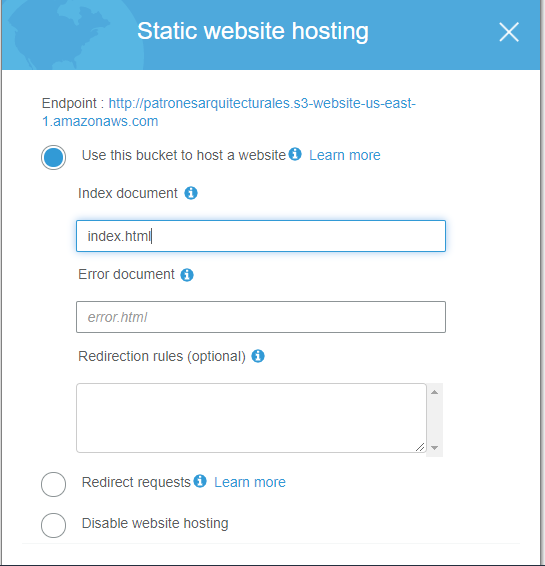 Static website hosting
Endpoint : http://patronesarquitecturales.s3-website-us-east-
1.amazonaws.com
Use this bucket to host a website Learn more
Index document
index.html
Error document
error.html
Redirection rules (optional)
Redirect requests Learn more
Disable website hosting